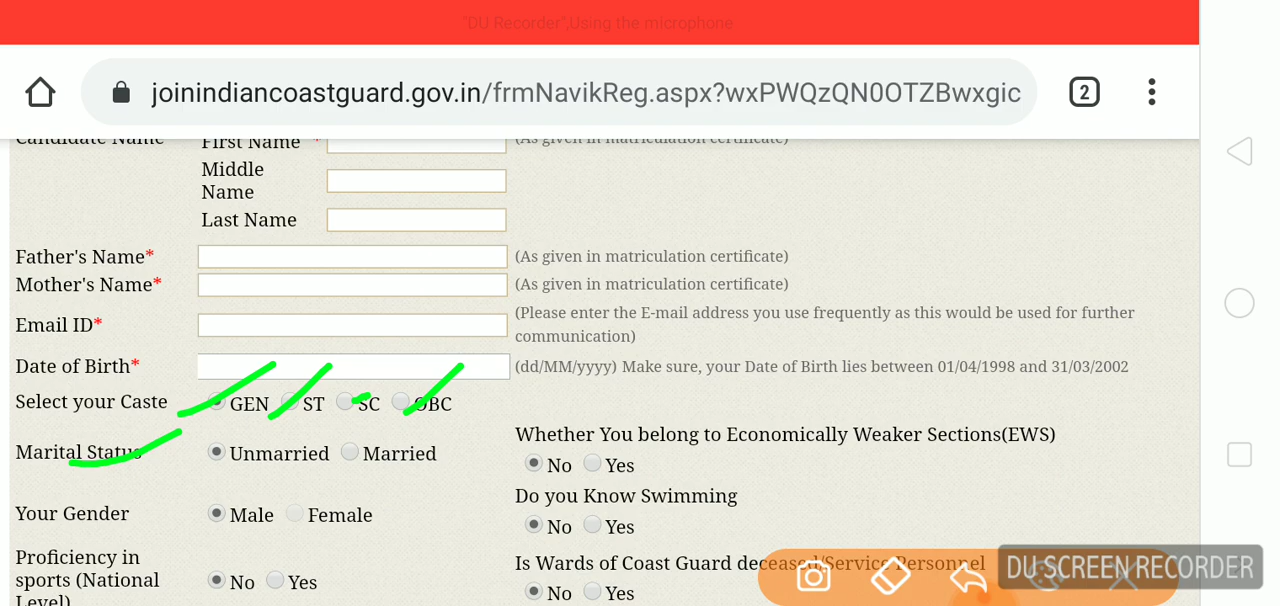 "DU Recorder",Using the microphone
joinindiancoastguard.gov.in/frmNavikReg.aspx?wxPWQzQN0OTZBwxgic
2
Candidate Name First Name * (As given in matriculation certificate)
Middle
Name
Last Name
Father's Name* (As given in matriculation certificate)
Mother's Name* (As given in matriculation certificate)
Email ID* (Please enter the E-mail address you use frequently as this would be used for further
communication)
Date of Birth* (dd/MM/yyyy) Make sure, your Date of Birth lies between 01/04/1998 and 31/03/2002
Select your Caste GEN ST SC OBC
Marital Status Unmarried Married
Whether You belong to Economically Weaker Sections(EWS)
No Yes
Do you Know Swimming
Your Gender Male Female
No Yes
Proficiency in
sports (National
Level)
No Yes
Is Wards of Coast Guard deceased/Service Personnel
No Yes
DU SCREEN RECORDER